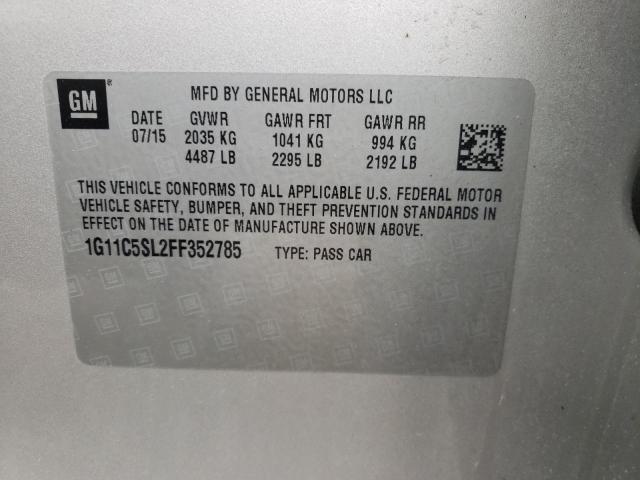 GM ®
MFD BY GENERAL MOTORS LLC
DATE GVWR GAWR FRT GAWR RR
07/15 2035 KG 1041 KG 994 KG
4487 LB 2295 LB 2192 LB
THIS VEHICLE CONFORMS TO ALL APPLICABLE U.S. FEDERAL MOTOR
VEHICLE SAFETY, BUMPER, AND THEFT PREVENTION STANDARDS IN
EFFECT ON THE DATE OF MANUFACTURE SHOWN ABOVE.
1G11C5SL2FF352785 TYPE: PASS CAR